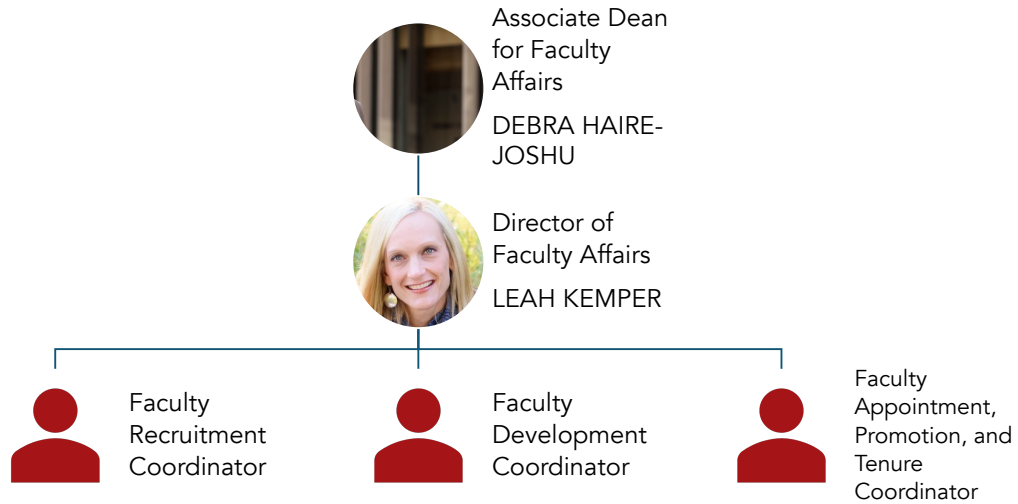 Associate Dean
for Faculty
Affairs
DEBRA HAIRE-
JOSHU
Director of
Faculty Affairs
LEAH KEMPER
Faculty
Recruitment
Coordinator
Faculty
Development
Coordinator
Faculty
Appointment,
Promotion, and
Tenure
Coordinator